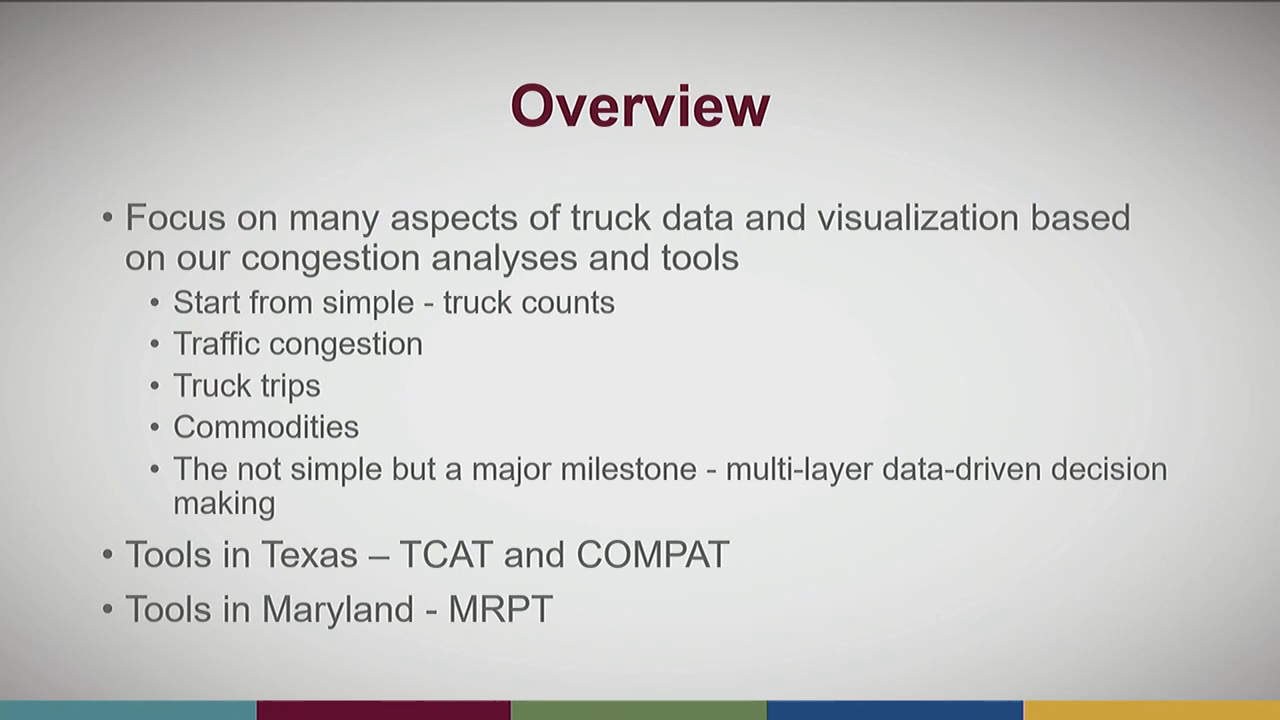 Overview
• Focus on many aspects of truck data and visualization based
on our congestion analyses and tools
• Start from simple - truck counts
• Traffic congestion
• Truck trips
• Commodities
• The not simple but a major milestone - multi-layer data-driven decision
making
• Tools in Texas – TCAT and COMPAT
• Tools in Maryland - MRPT